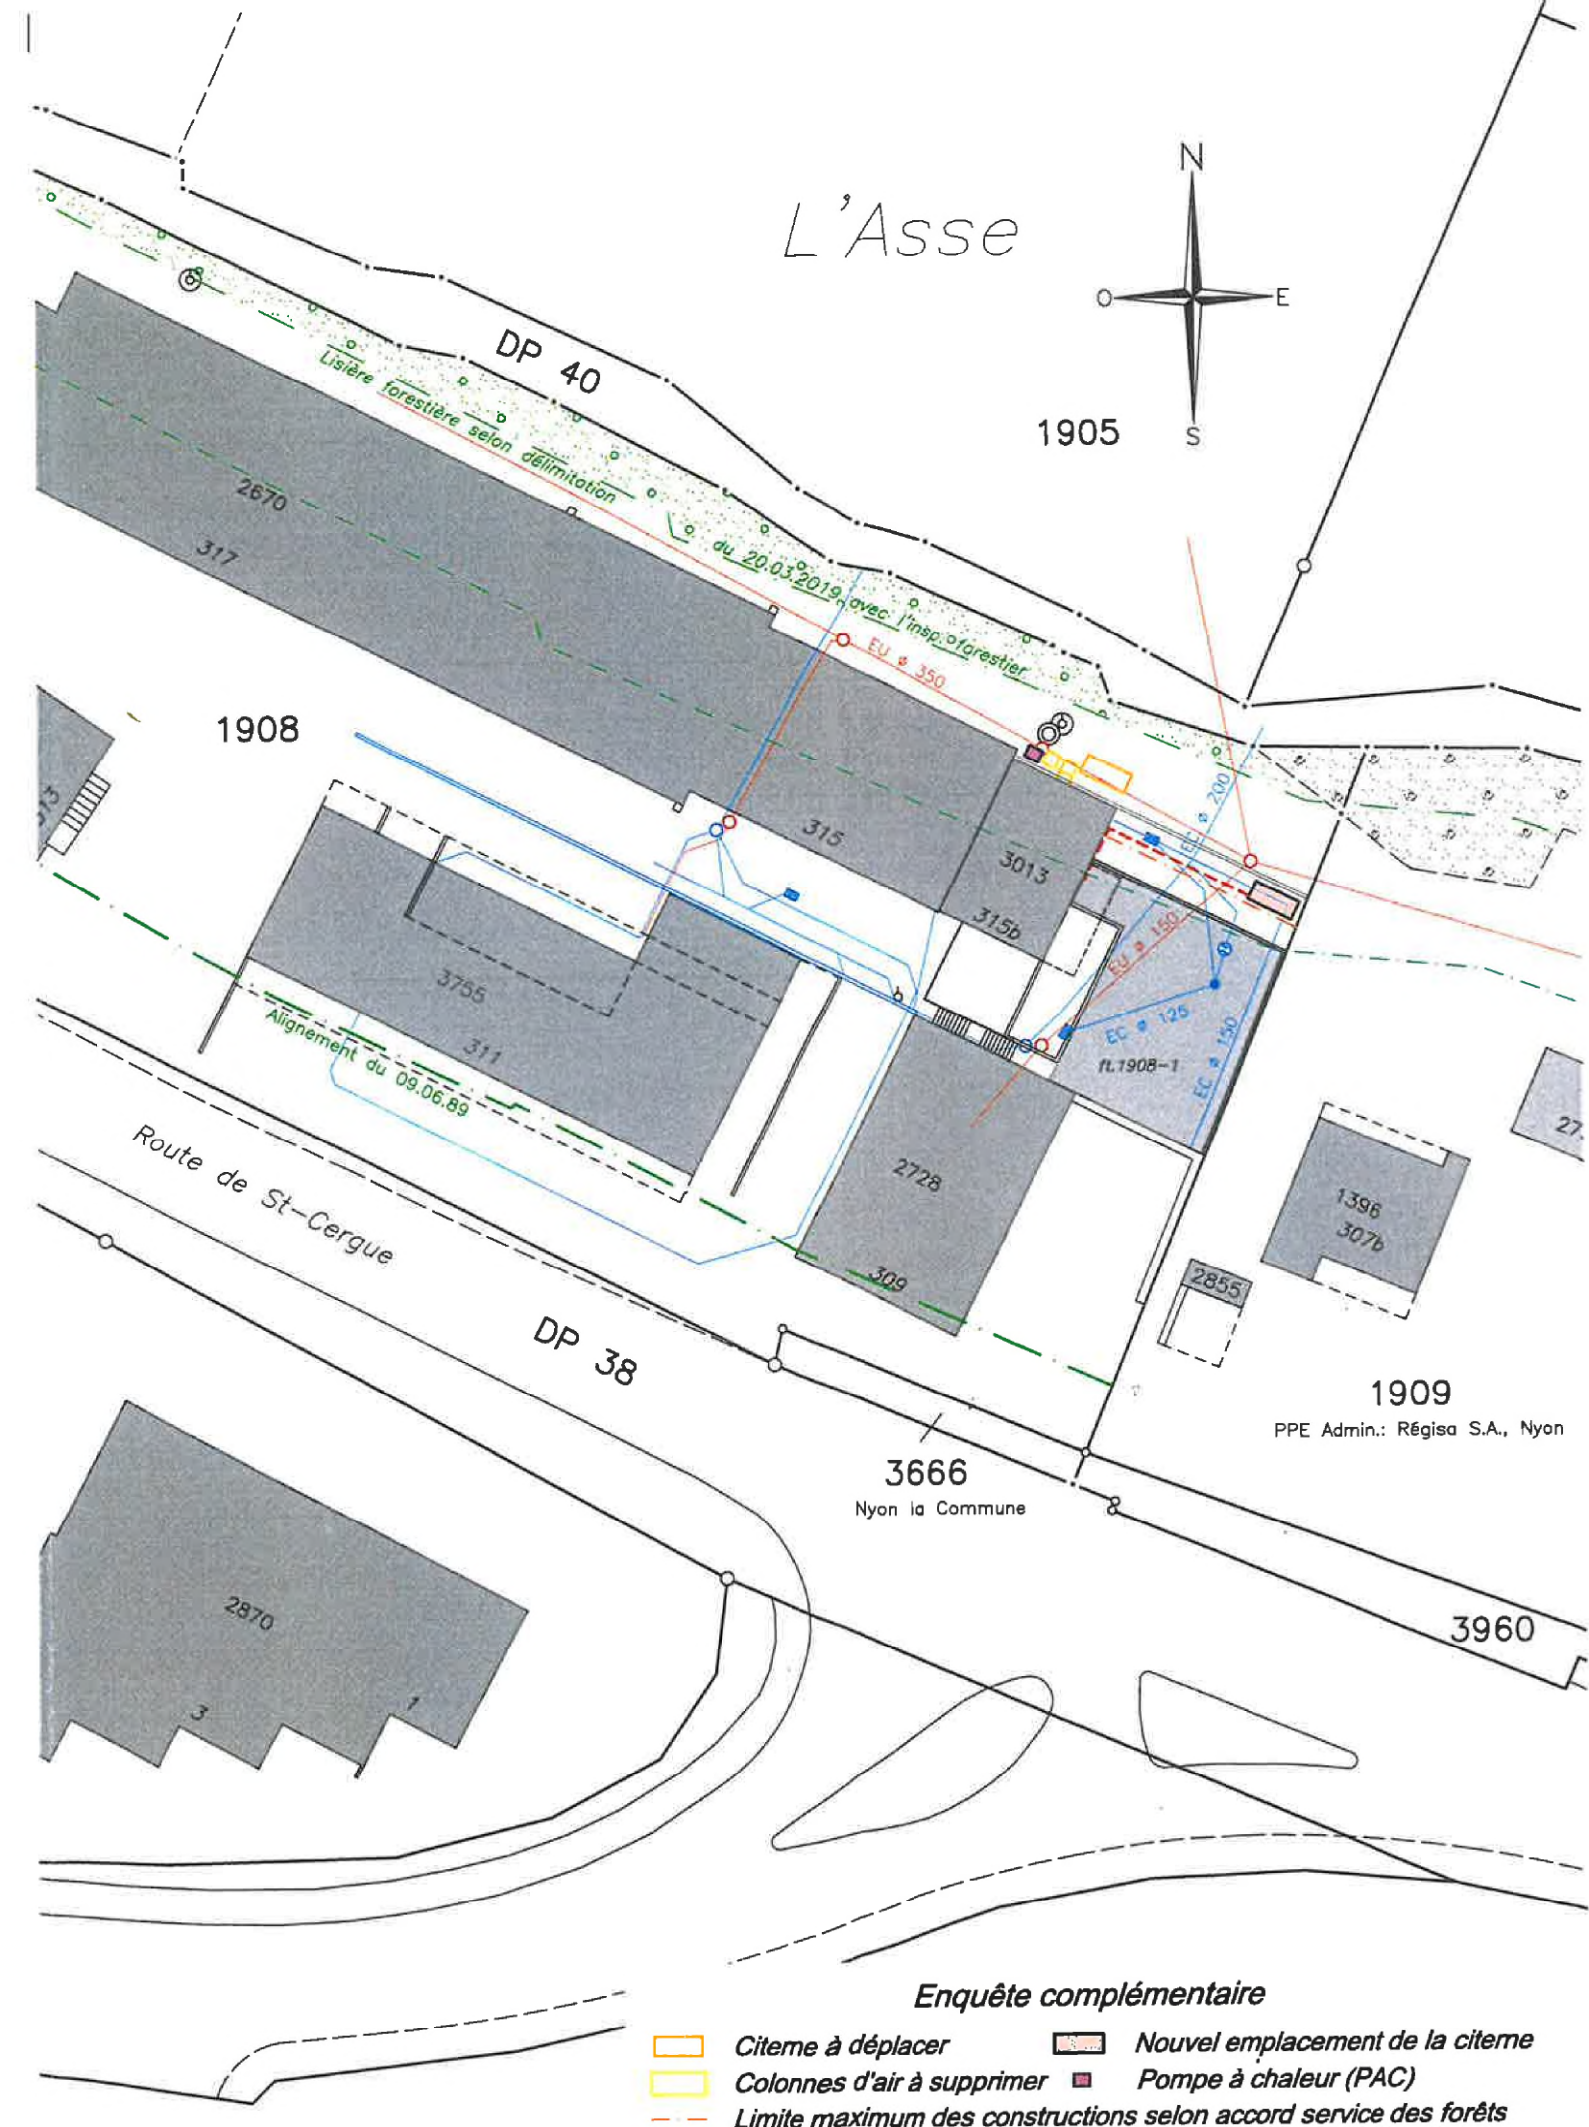 N
L'Asse
O
E
S
DP 40
1905
Lisière forestière selon délimitation
du 20.03.2019, avec l'insp. forestier
2670
317
EU ø 350
1908
EC ø 200
315
3013
315b
EU ø 150
3755
311
EC ø 125
EC ø 150
ft.1908-1
Alignement du 09.06.89
Route de St-Cergue
2728
309
27
1396
307b
2855
DP 38
1909
PPE Admin.: Régisa S.A., Nyon
3666
Nyon la Commune
3960
2870
3
1
Enquête complémentaire
Citerne à déplacer
Nouvel emplacement de la citerne
Colonnes d'air à supprimer
Pompe à chaleur (PAC)
Limite maximum des constructions selon accord service des forêts